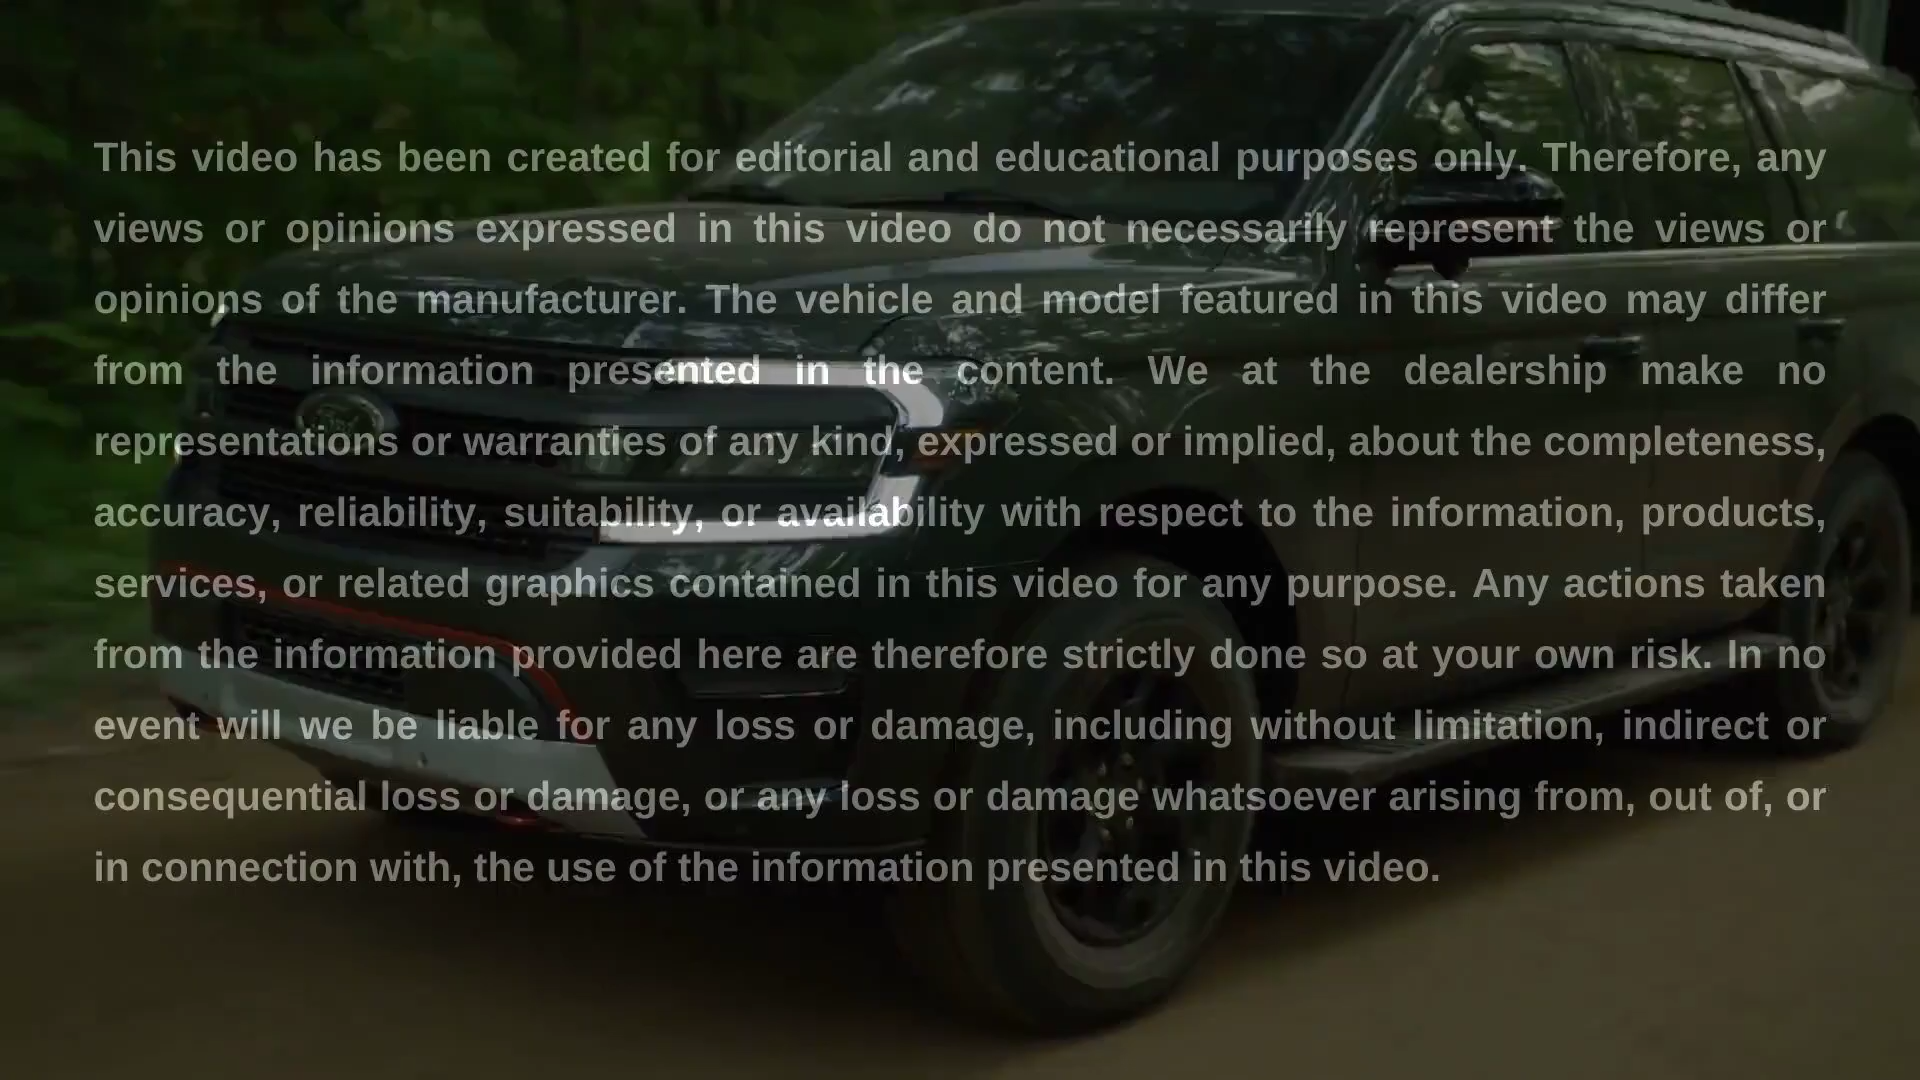 This video has been created for editorial and educational purposes only. Therefore, any
views or opinions expressed in this video do not necessarily represent the views or
opinions of the manufacturer. The vehicle and model featured in this video may differ
from the information presented in the content. We at the dealership make no
representations or warranties of any kind, expressed or implied, about the completeness,
accuracy, reliability, suitability, or availability with respect to the information, products,
services, or related graphics contained in this video for any purpose. Any actions taken
from the information provided here are therefore strictly done so at your own risk. In no
event will we be liable for any loss or damage, including without limitation, indirect or
consequential loss or damage, or any loss or damage whatsoever arising from, out of, or
in connection with, the use of the information presented in this video.